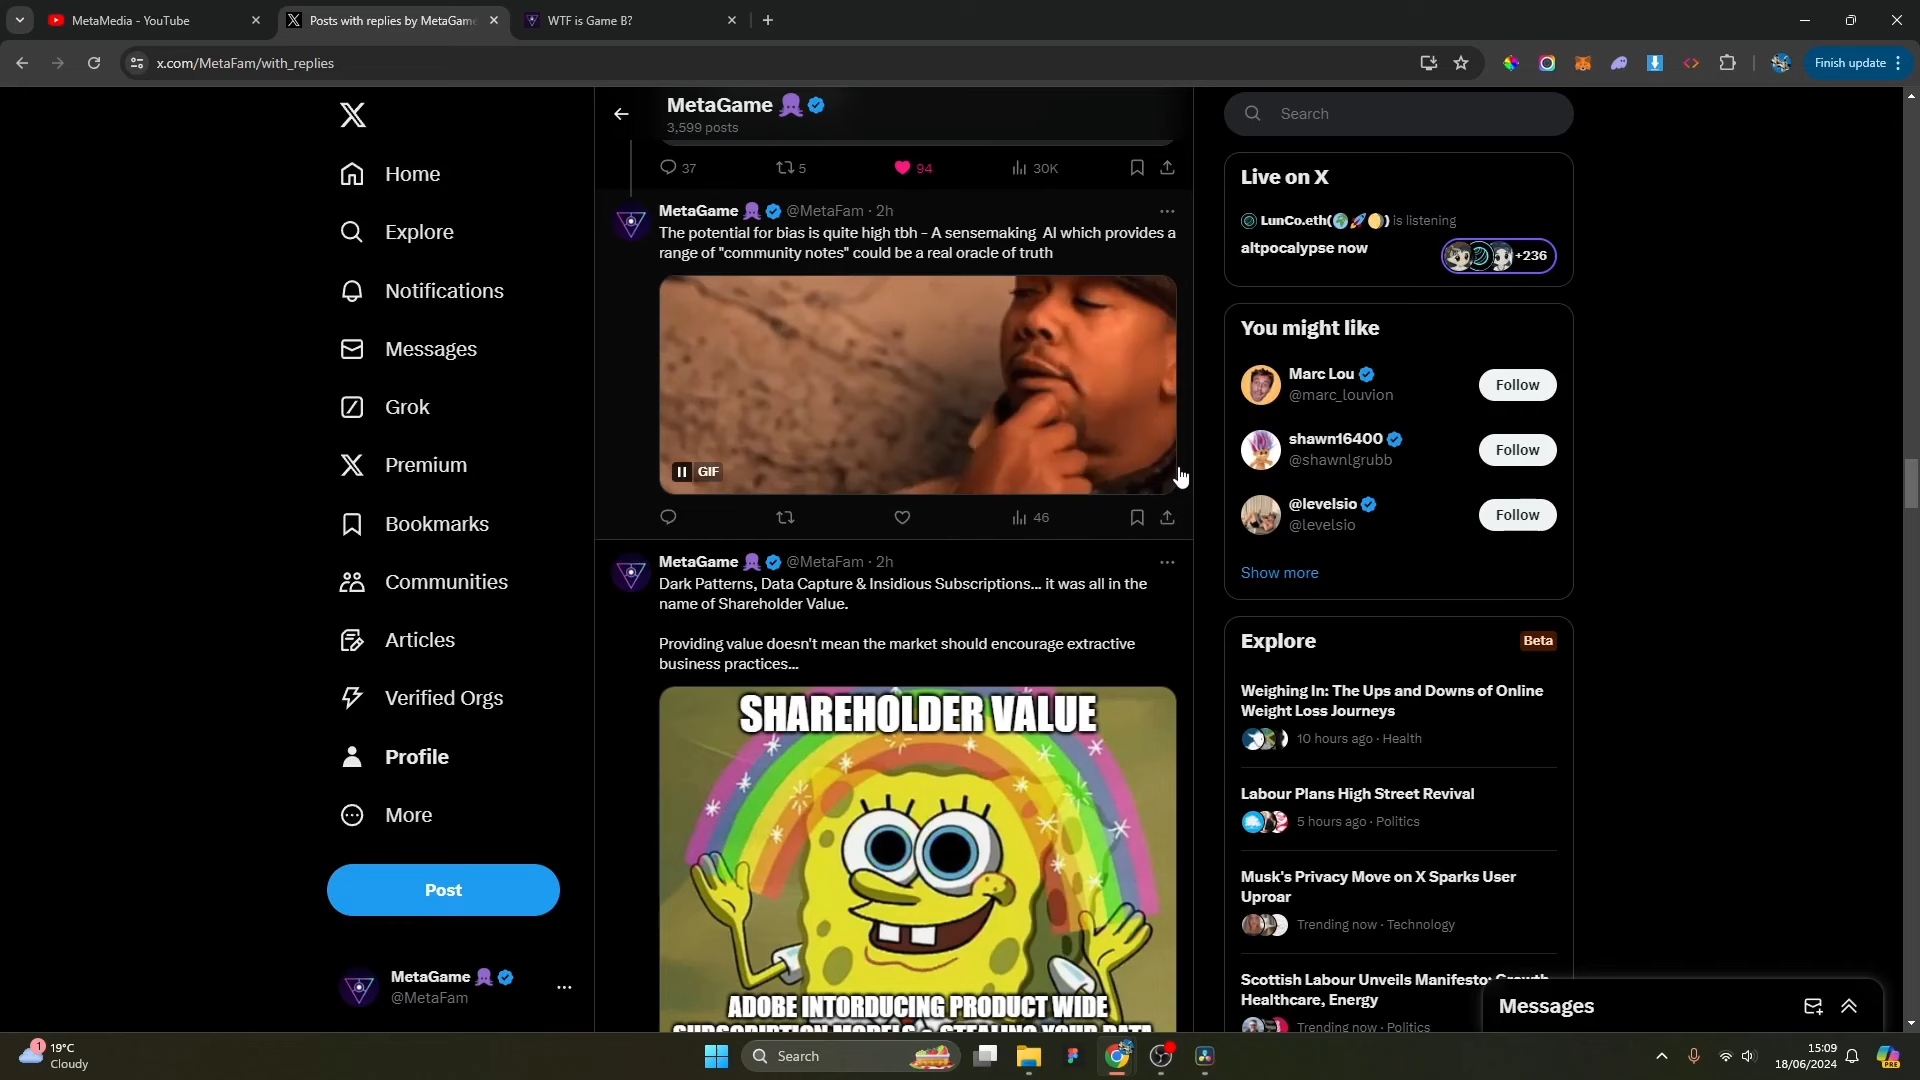 MetaMedia - YouTube
Posts with replies by MetaGame
WTF is Game B?
x.com/MetaFam/with_replies
Finish update
MetaGame
3,599 posts
Home
Explore
Notifications
Messages
Grok
Premium
Bookmarks
Communities
Articles
Verified Orgs
Profile
More
Post
MetaGame
@MetaFam
37
5
94
30K
MetaGame @MetaFam · 2h
The potential for bias is quite high tbh - A sensemaking AI which provides a
range of "community notes" could be a real oracle of truth
GIF
46
MetaGame @MetaFam · 2h
Dark Patterns, Data Capture & Insidious Subscriptions... it was all in the
name of Shareholder Value.
Providing value doesn't mean the market should encourage extractive
business practices...
SHAREHOLDER VALUE
ADOBE INTORDUCING PRODUCT WIDE
SUBSCRIPTION MODELS & STEALING YOUR DATA
Search
Live on X
LunCo.eth( ) is listening
altpocalypse now
+236
You might like
Marc Lou
@marc_louvion
Follow
shawn16400
@shawnlgrubb
Follow
@levelsio
@levelsio
Follow
Show more
Explore
Beta
Weighing In: The Ups and Downs of Online
Weight Loss Journeys
10 hours ago · Health
Labour Plans High Street Revival
5 hours ago · Politics
Musk's Privacy Move on X Sparks User
Uproar
Trending now · Technology
Scottish Labour Unveils Manifesto: Growth,
Healthcare, Energy
Trending now · Politics
Messages
1
19°C
Cloudy
Search
15:09
18/06/2024
PRE